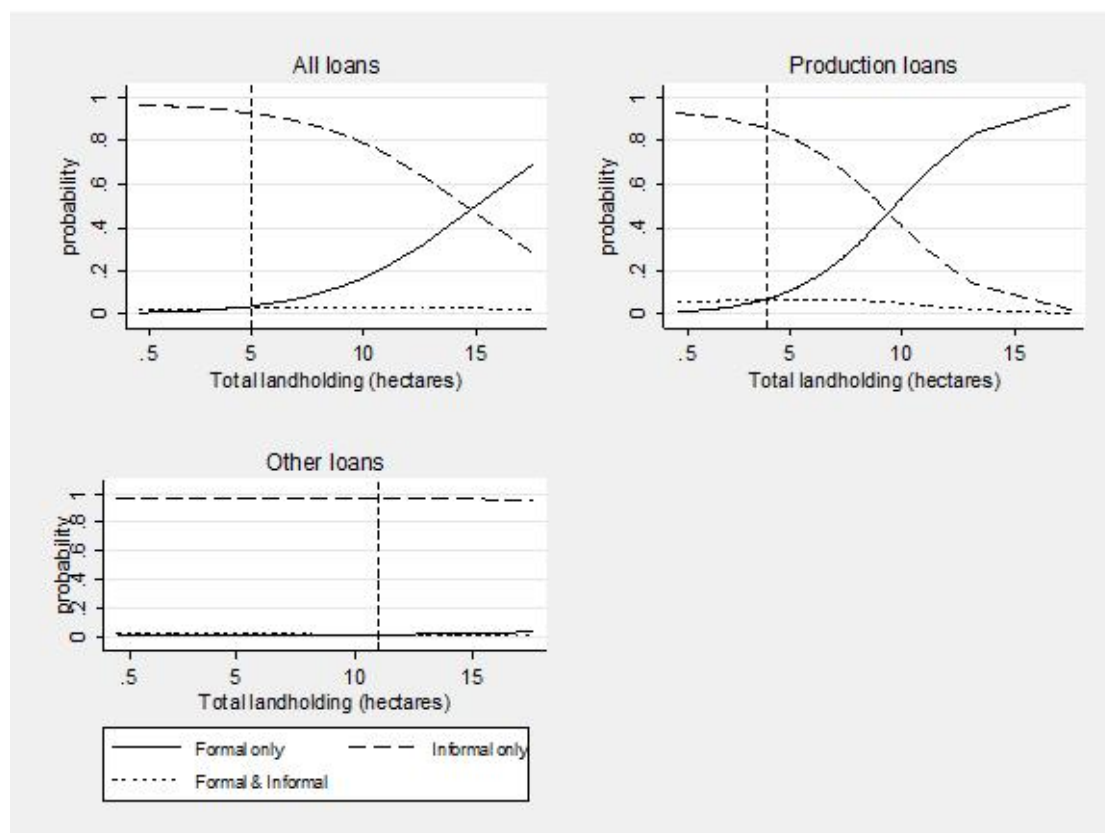 All loans
probability
1
.8
.6
.4
.2
0
.5 5 10 15
Total landholding (hectares)
Production loans
probability
1
.8
.6
.4
.2
0
.5 5 10 15
Total landholding (hectares)
Other loans
probability
1
.8
.6
.4
.2
0
.5 5 10 15
Total landholding (hectares)
Formal only Informal only
Formal & Informal